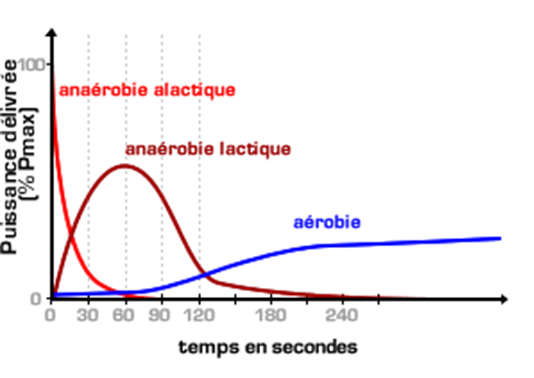 Puissance délivrée
(% Pmax)
100
anaérobie alactique
anaérobie lactique
aérobie
0
0 30 60 90 120 180 240
temps en secondes